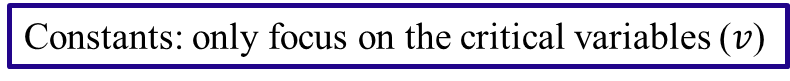 Constants: only focus on the critical variables (v)